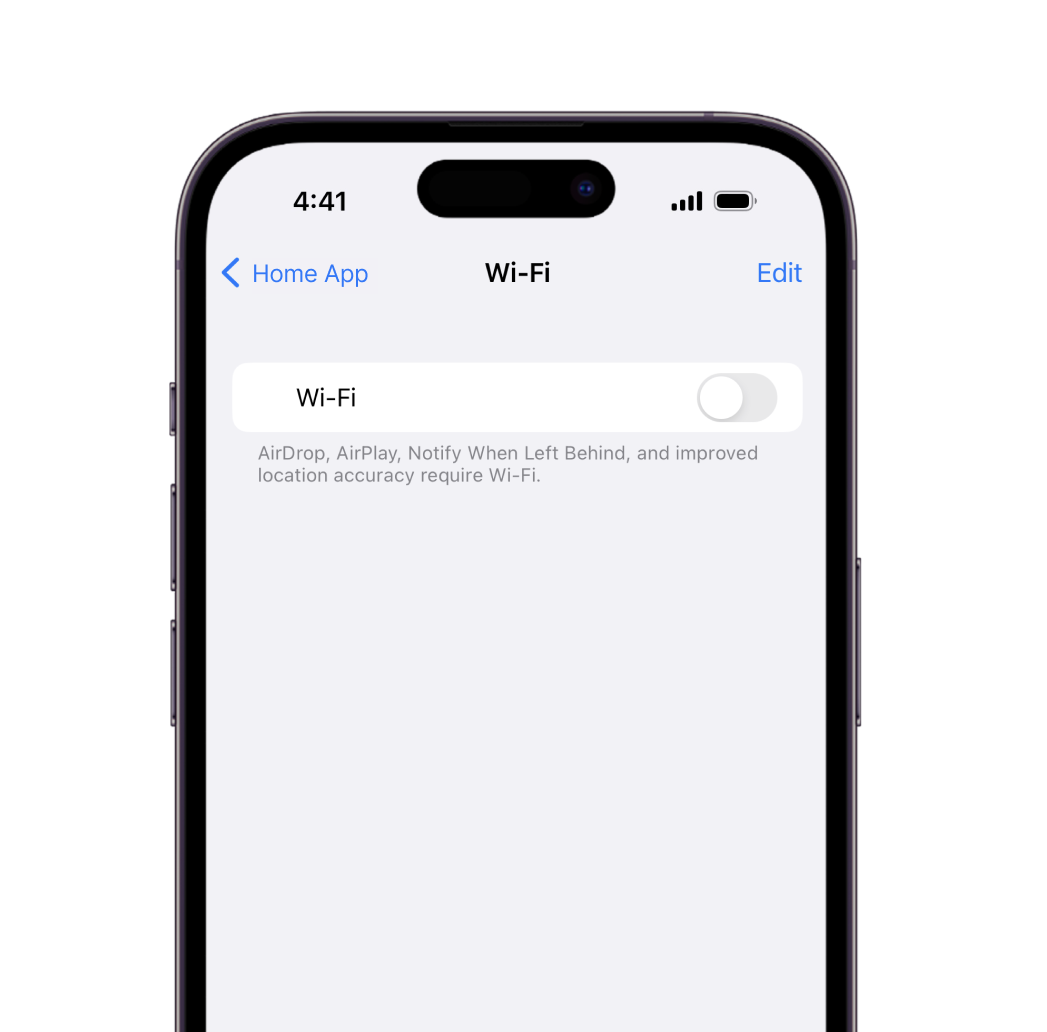 4:41
Home App
Wi-Fi
Edit
Wi-Fi
AirDrop, AirPlay, Notify When Left Behind, and improved
location accuracy require Wi-Fi.